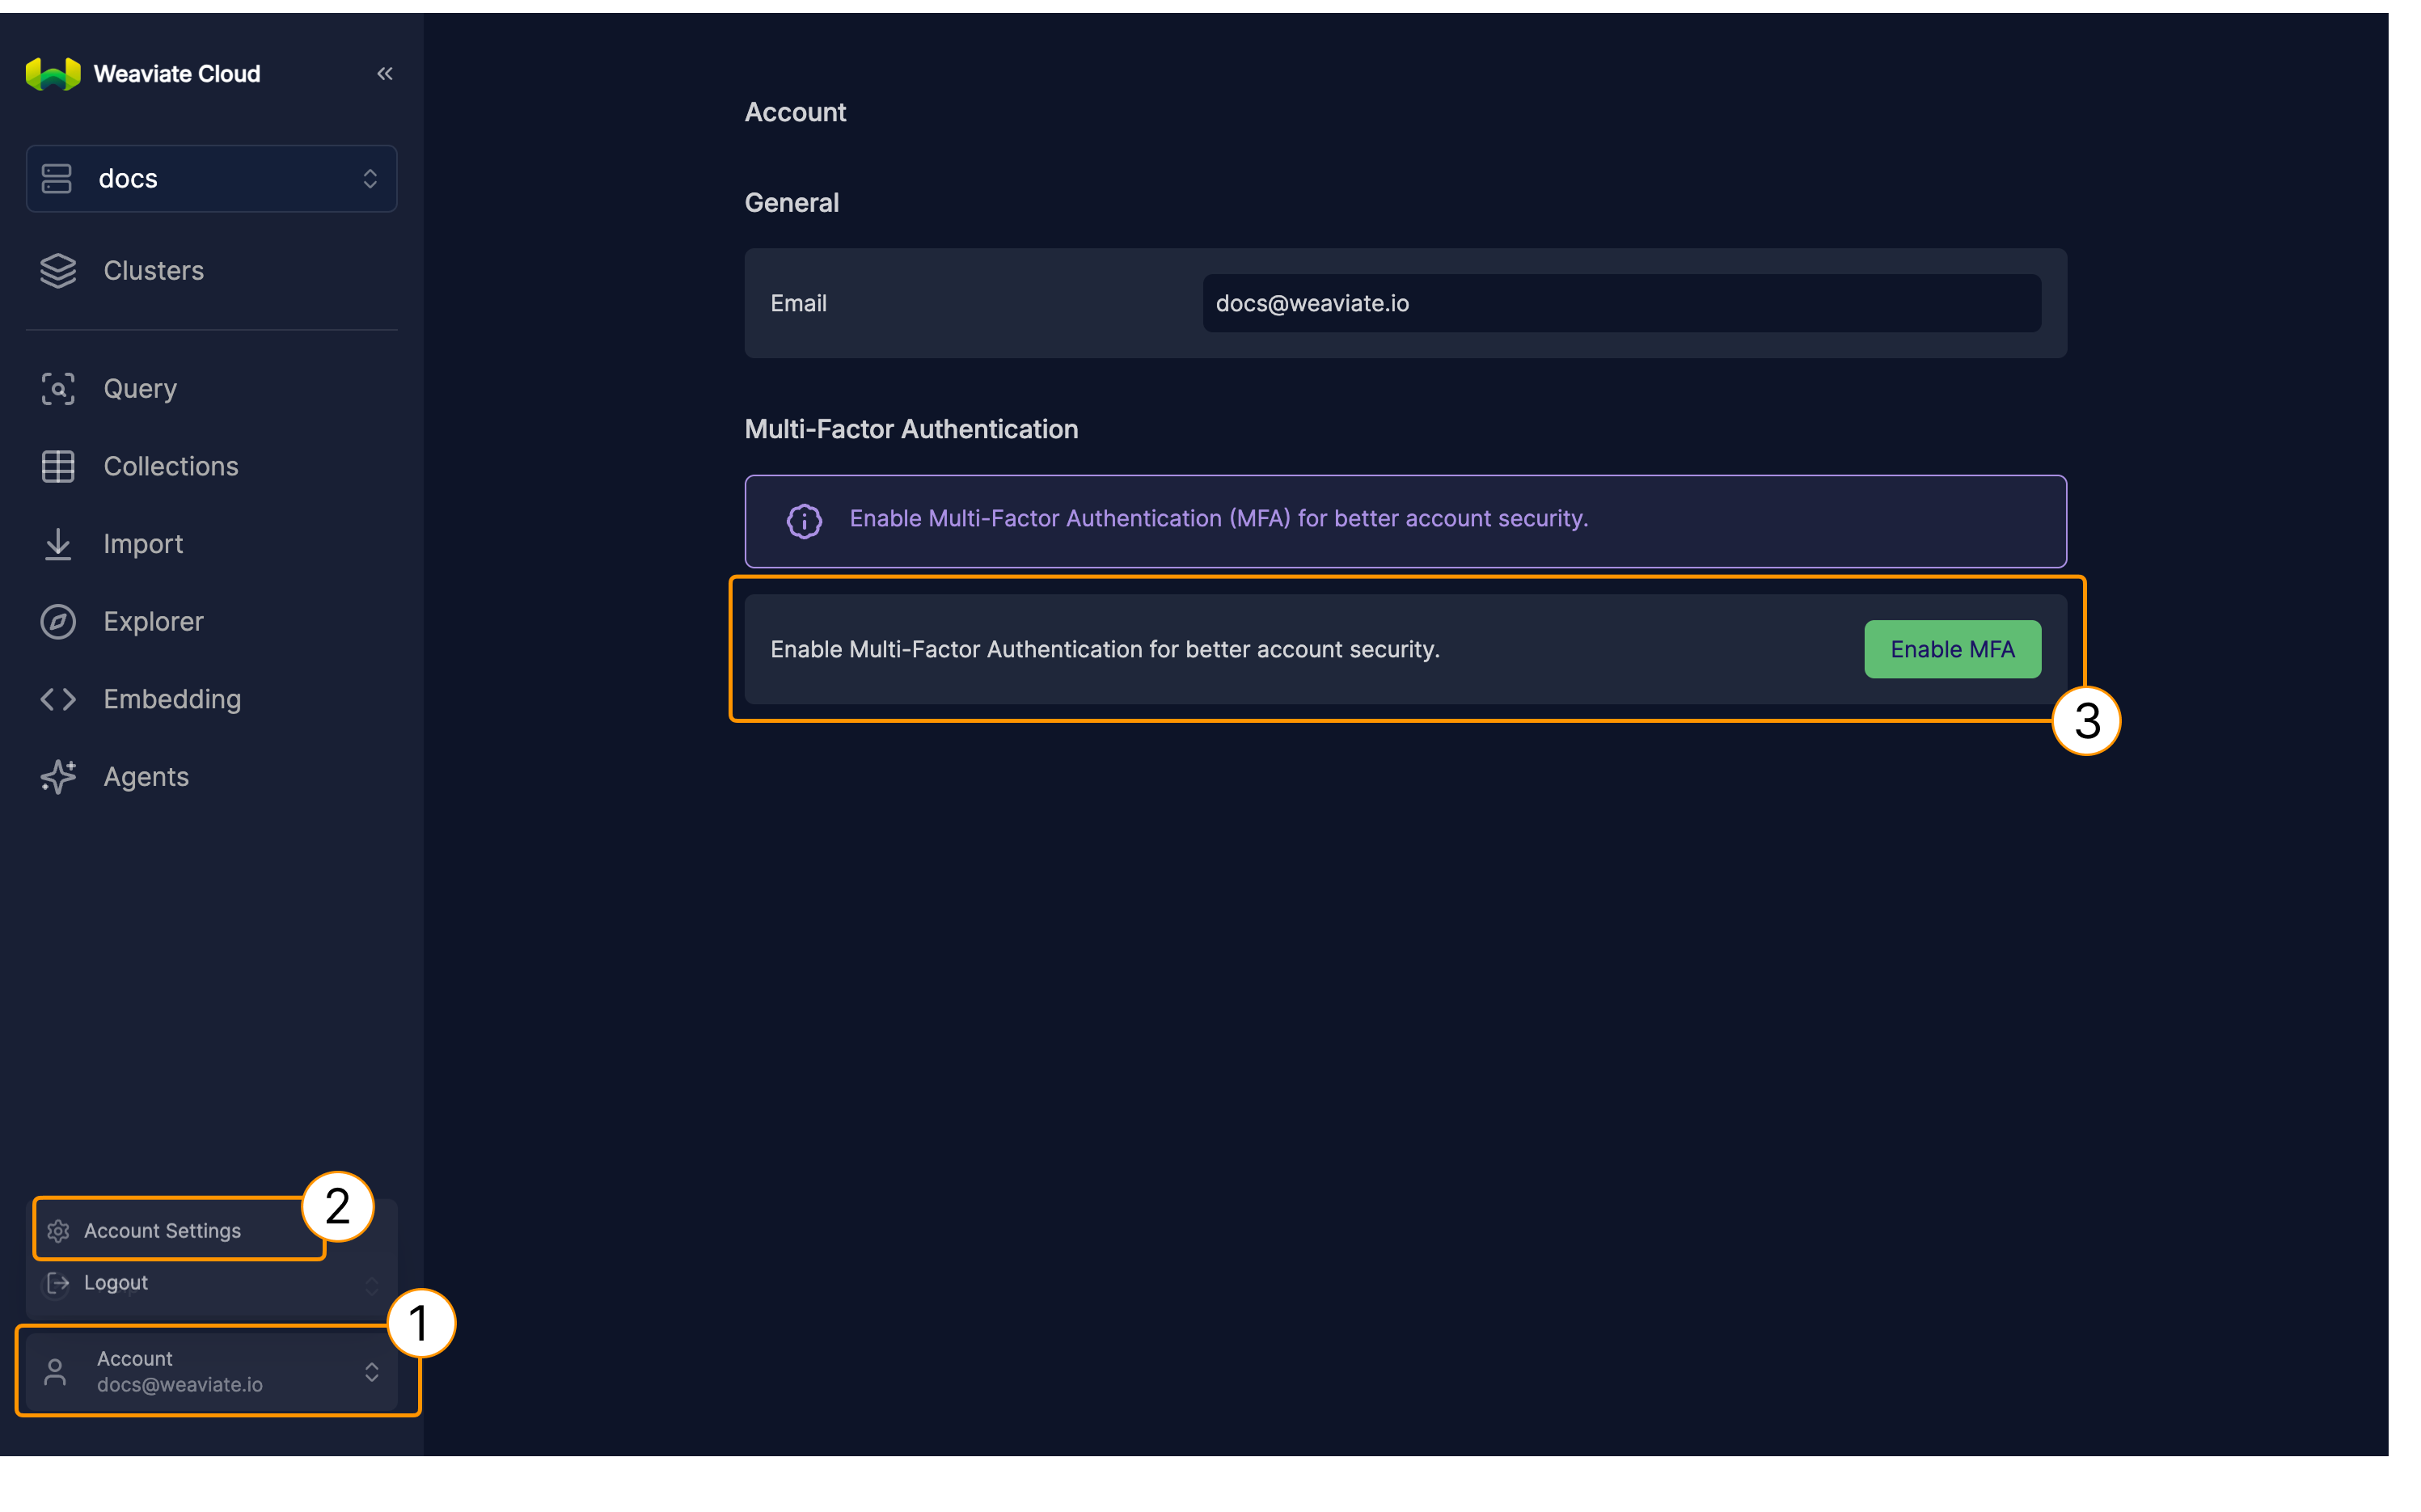 Weaviate Cloud
docs
Clusters
Query
Collections
Import
Explorer
Embedding
Agents
2
Account Settings
Logout
1
Account
docs@weaviate.io
Account
General
Email
docs@weaviate.io
Multi-Factor Authentication
Enable Multi-Factor Authentication (MFA) for better account security.
Enable Multi-Factor Authentication for better account security.
Enable MFA
3